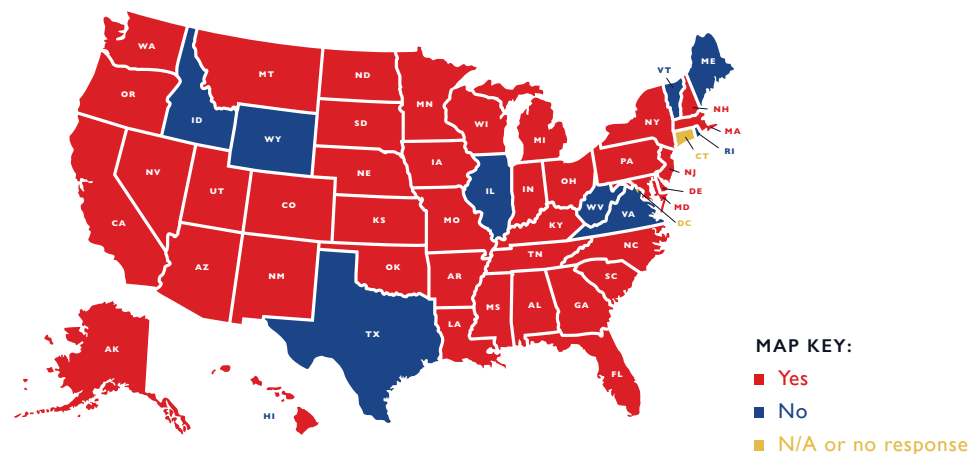 WA
OR
CA
NV
ID
MT
WY
UT
AZ
CO
NM
ND
SD
NE
KS
OK
TX
MN
IA
MO
AR
LA
WI
IL
MI
IN
OH
KY
TN
MS
AL
GA
FL
SC
NC
VA
WV
PA
NY
VT
ME
NH
MA
RI
CT
NJ
DE
MD
DC
AK
HI
MAP KEY:
Yes
No
N/A or no response